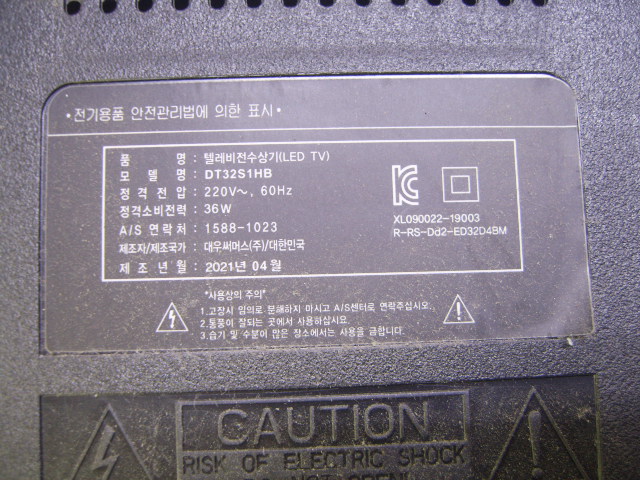 •전기용품 안전관리법에 의한 표시•
품 명 : 텔레비전수상기(LED TV)
모 델 명 : DT32S1HB
정 격 전 압 : 220V~, 60Hz
정격소비전력 : 36W
A/S 연락처 : 1588-1023
제조자/제조국가 : 대우써머스(주)/대한민국
제 조 년 월 : 2021년 04월
XL090022-19003
R-RS-Dd2-ED32D4BM
*사용상의 주의*
1.고장시 임의로 분해하지 마시고 A/S센터로 연락주십시오.
2.통풍이 잘되는 곳에서 사용하십시요.
3.습기 및 수분이 많은 장소에서는 사용을 금합니다.
CAUTION
RISK OF ELECTRIC SHOCK
DO NOT OPEN!